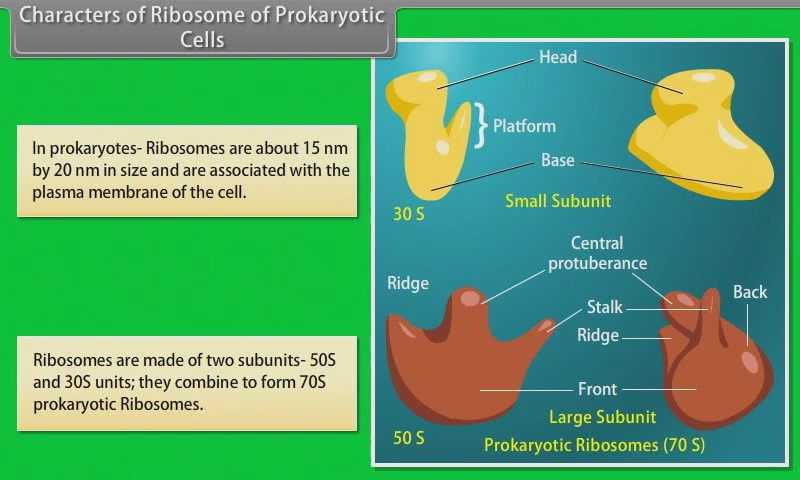 Characters of Ribosome of Prokaryotic
Cells
In prokaryotes- Ribosomes are about 15 nm
by 20 nm in size and are associated with the
plasma membrane of the cell.
Ribosomes are made of two subunits- 50S
and 30S units; they combine to form 70S
prokaryotic Ribosomes.
Head
Platform
Base
30 S
Small Subunit
Central
protuberance
Ridge
Stalk
Back
Ridge
Front
Large Subunit
50 S
Prokaryotic Ribosomes (70 S)